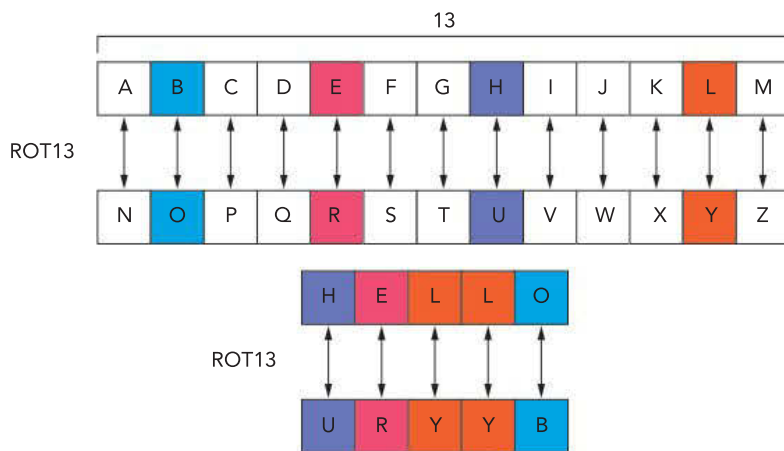 13
A B C D E F G H I J K L M
ROT13
N O P Q R S T U V W X Y Z
H E L L O
ROT13
U R Y Y B